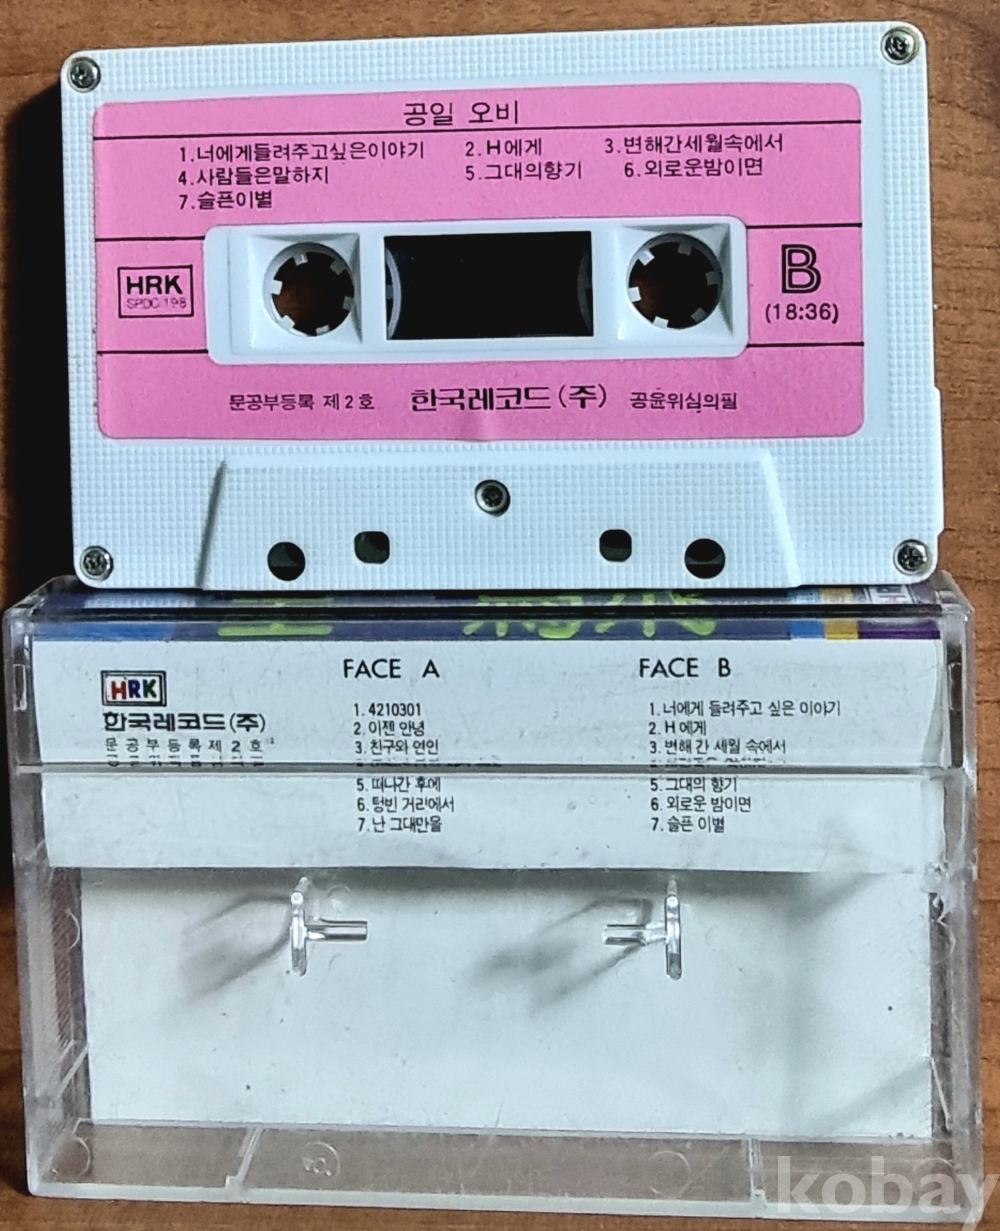 공일 오비
1.너에게들려주고싶은이야기 2.H에게 3.변해간세월속에서
4.사람들은말하지 5.그대의향기 6.외로운밤이면
7.슬픈이별
HRK
SPDC-198
B
(18:36)
문공부등록 제2호 한국레코드(주) 공윤위심의필
HRK
한국레코드(주)
문공부등록제2호
FACE A
1. 4210301
2. 이젠 안녕
3. 친구와 연인
5. 떠나간 후에
6. 텅빈 거리에서
7. 난 그대만을
FACE B
1. 너에게 들려주고 싶은 이야기
2. H 에게
3. 변해 간 세월 속에서
5. 그대의 향기
6. 외로운 밤이면
7. 슬픈 이별
kobay